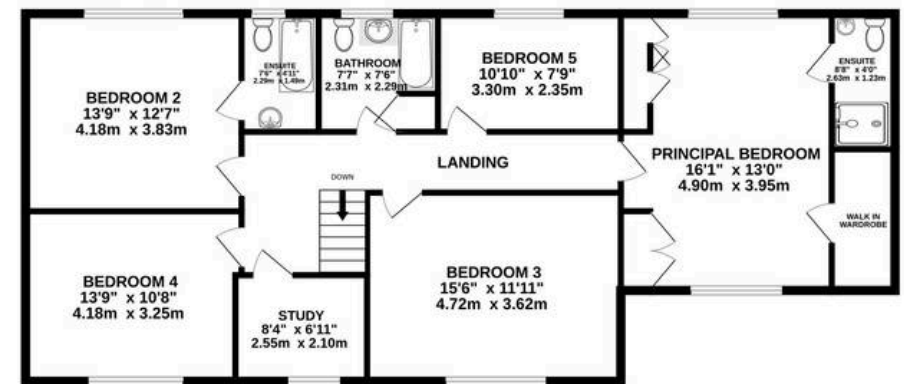 BEDROOM 2
13'9" x 12'7"
4.18m x 3.83m
ENSUITE
7'6" x 4'11"
2.29m x 1.49m
BATHROOM
7'7" x 7'6"
2.31m x 2.29m
BEDROOM 5
10'10" x 7'9"
3.30m x 2.35m
ENSUITE
8'8" x 4'0"
2.63m x 1.23m
LANDING
PRINCIPAL BEDROOM
16'1" x 13'0"
4.90m x 3.95m
DOWN
WALK IN
WARDROBE
BEDROOM 4
13'9" x 10'8"
4.18m x 3.25m
STUDY
8'4" x 6'11"
2.55m x 2.10m
BEDROOM 3
15'6" x 11'11"
4.72m x 3.62m